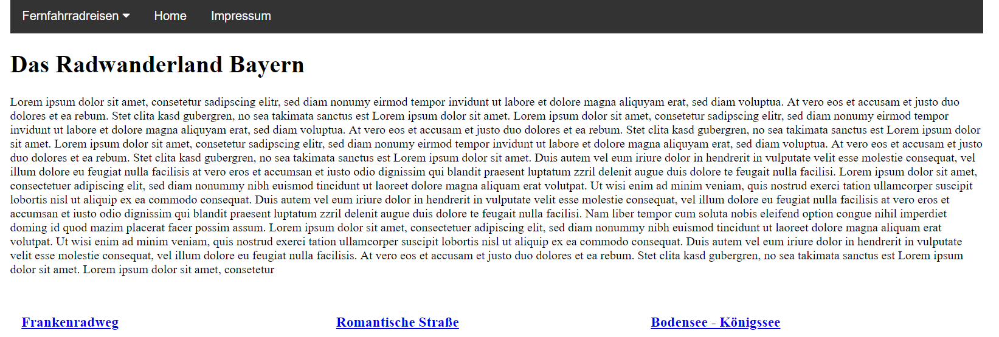 Fernfahrradreisen Home Impressum
Das Radwanderland Bayern
Lorem ipsum dolor sit amet, consetetur sadipscing elitr, sed diam nonumy eirmod tempor invidunt ut labore et dolore magna aliquyam erat, sed diam voluptua. At vero eos et accusam et justo duo
dolores et ea rebum. Stet clita kasd gubergren, no sea takimata sanctus est Lorem ipsum dolor sit amet. Lorem ipsum dolor sit amet, consetetur sadipscing elitr, sed diam nonumy eirmod tempor
invidunt ut labore et dolore magna aliquyam erat, sed diam voluptua. At vero eos et accusam et justo duo dolores et ea rebum. Stet clita kasd gubergren, no sea takimata sanctus est Lorem ipsum dolor
sit amet. Lorem ipsum dolor sit amet, consetetur sadipscing elitr, sed diam nonumy eirmod tempor invidunt ut labore et dolore magna aliquyam erat, sed diam voluptua. At vero eos et accusam et justo
duo dolores et ea rebum. Stet clita kasd gubergren, no sea takimata sanctus est Lorem ipsum dolor sit amet. Duis autem vel eum iriure dolor in hendrerit in vulputate velit esse molestie consequat, vel
illum dolore eu feugiat nulla facilisis at vero eros et accumsan et iusto odio dignissim qui blandit praesent luptatum zzril delenit augue duis dolore te feugait nulla facilisi. Lorem ipsum dolor sit amet,
consectetuer adipiscing elit, sed diam nonummy nibh euismod tincidunt ut laoreet dolore magna aliquam erat volutpat. Ut wisi enim ad minim veniam, quis nostrud exerci tation ullamcorper suscipit
lobortis nisl ut aliquip ex ea commodo consequat. Duis autem vel eum iriure dolor in hendrerit in vulputate velit esse molestie consequat, vel illum dolore eu feugiat nulla facilisis at vero eros et
accumsan et iusto odio dignissim qui blandit praesent luptatum zzril delenit augue duis dolore te feugait nulla facilisi. Nam liber tempor cum soluta nobis eleifend option congue nihil imperdiet
doming id quod mazim placerat facer possim assum. Lorem ipsum dolor sit amet, consectetuer adipiscing elit, sed diam nonummy nibh euismod tincidunt ut laoreet dolore magna aliquam erat
volutpat. Ut wisi enim ad minim veniam, quis nostrud exerci tation ullamcorper suscipit lobortis nisl ut aliquip ex ea commodo consequat. Duis autem vel eum iriure dolor in hendrerit in vulputate
velit esse molestie consequat, vel illum dolore eu feugiat nulla facilisis. At vero eos et accusam et justo duo dolores et ea rebum. Stet clita kasd gubergren, no sea takimata sanctus est Lorem ipsum
dolor sit amet. Lorem ipsum dolor sit amet, consetetur
Frankenradweg Romantische Straße Bodensee - Königssee